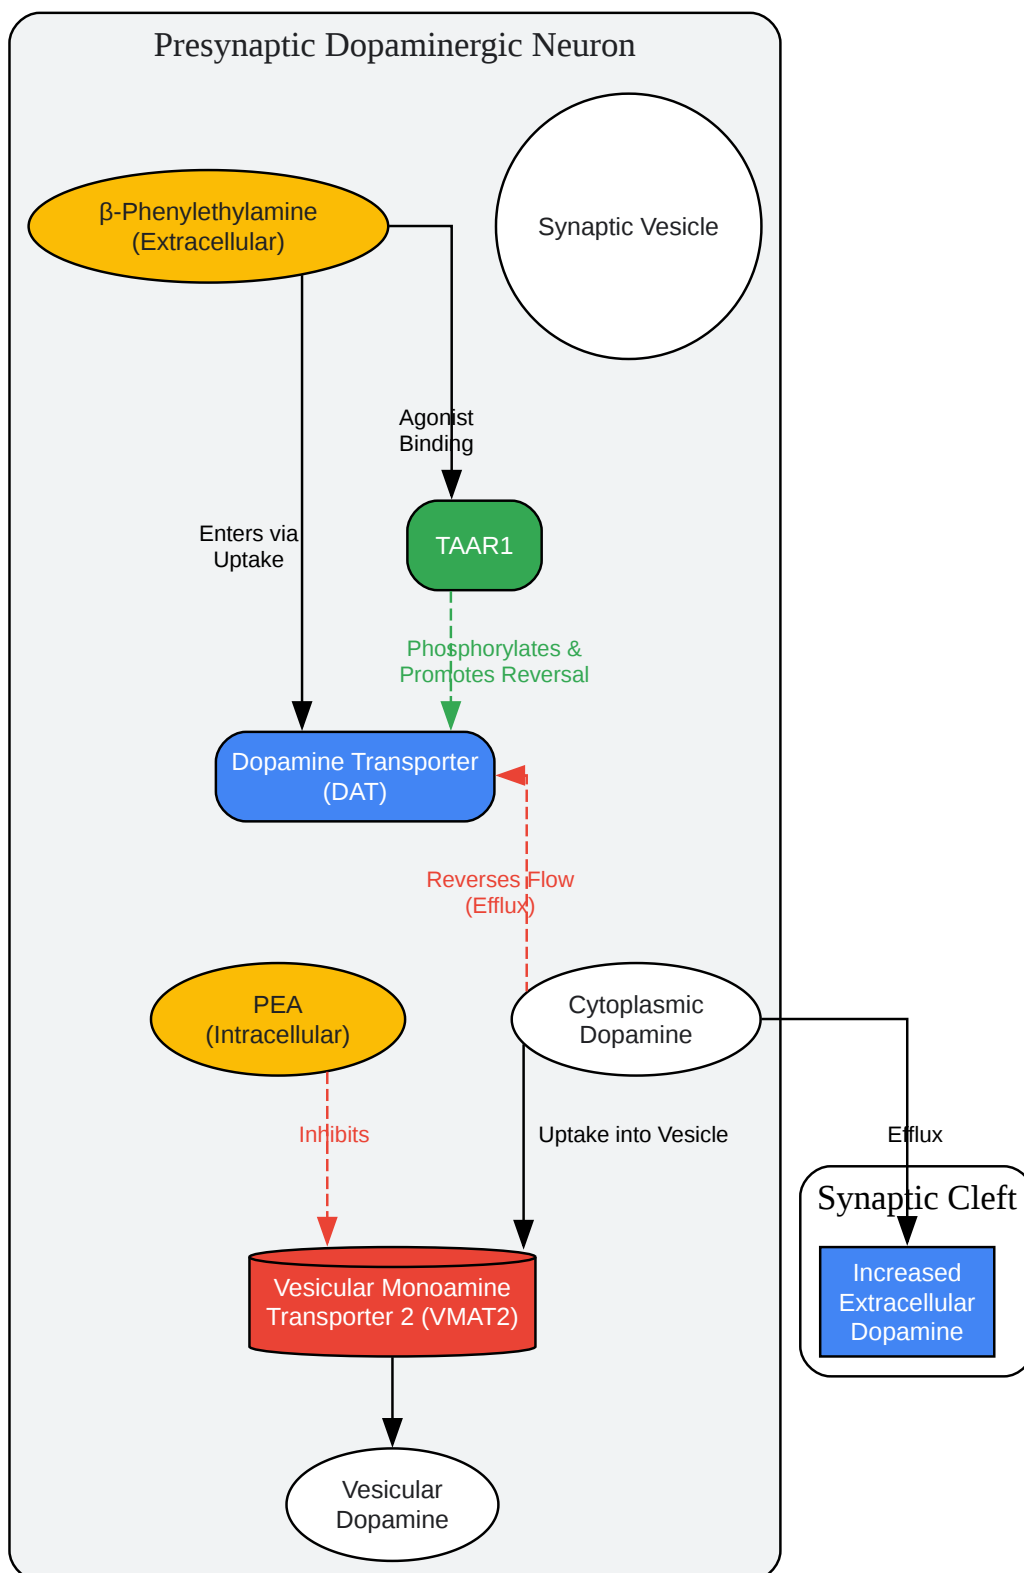 Presynaptic Dopaminergic Neuron
β-Phenylethylamine
(Extracellular)
Synaptic Vesicle
Agonist
Binding
Enters via
Uptake
TAAR1
Phosphorylates &
Promotes Reversal
Dopamine Transporter
(DAT)
Reverses Flow
(Efflux)
PEA
(Intracellular)
Cytoplasmic
Dopamine
Inhibits
Uptake into Vesicle
Efflux
Synaptic Cleft
Vesicular Monoamine
Transporter 2 (VMAT2)
Increased
Extracellular
Dopamine
Vesicular
Dopamine